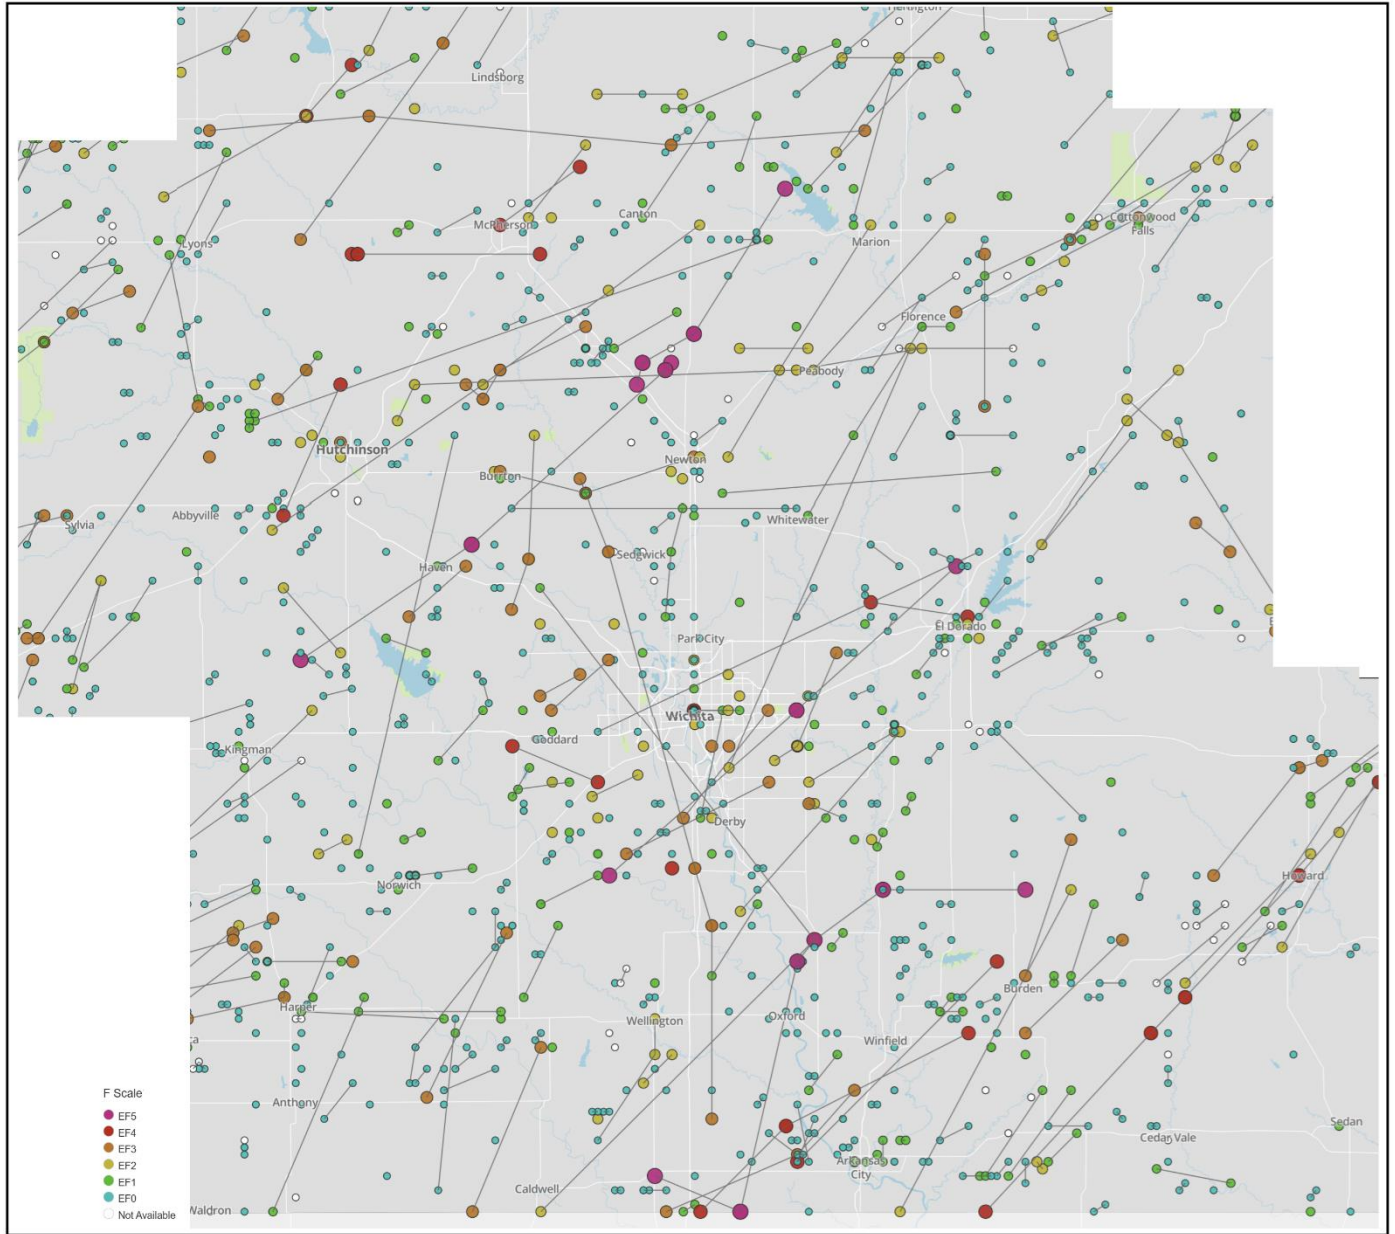 Herington
Lindsborg
Canton
McPherson
Cottonwood
Falls
Lyons
Marion
Florence
Peabody
Hutchinson
Newton
Burrton
Abbyville
Sylvia
Whitewater
Sedgwick
Haven
Park City
El Dorado
Wichita
Goddard
Kingman
Derby
Norwich
Howard
Burden
Harper
Wellington
Oxford
Winfield
F Scale
EF5
EF4
EF3
EF2
EF1
EF0
Not Available
Anthony
Sedan
Cedar Vale
Arkansas
City
Caldwell
Waldron